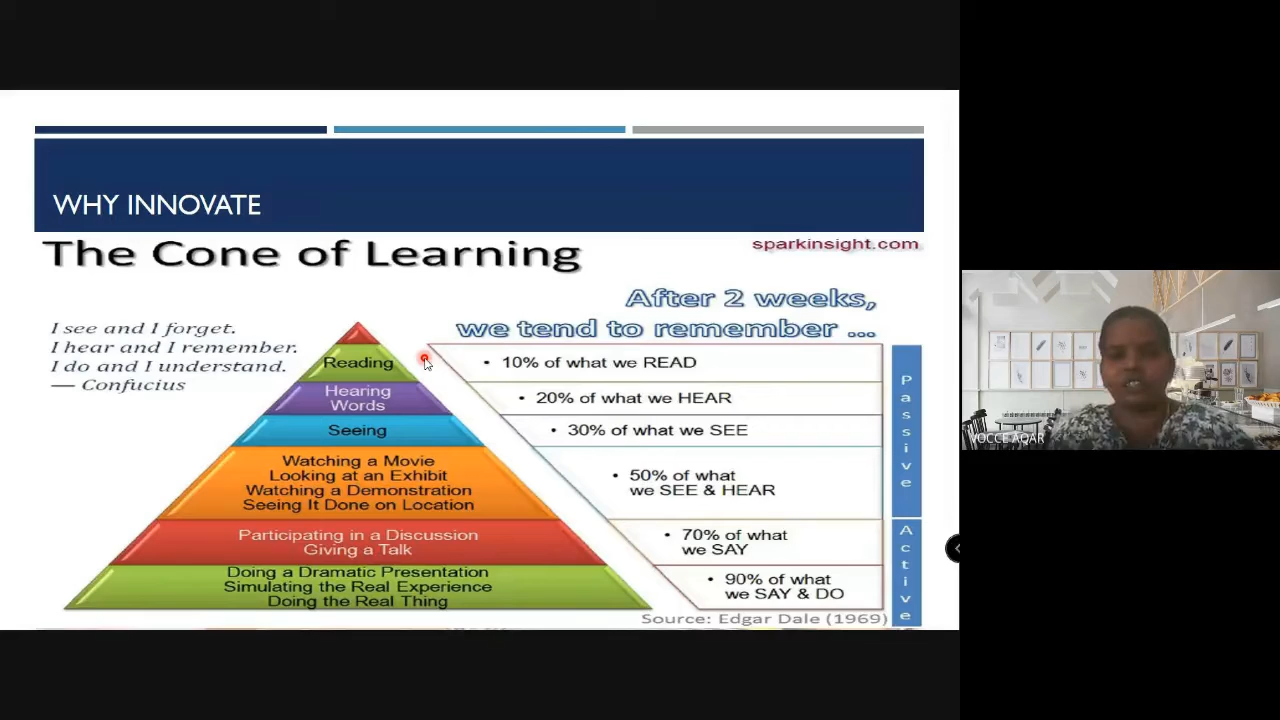 WHY INNOVATE
The Cone of Learning
sparkinsight.com
After 2 weeks,
we tend to remember ...
I see and I forget.
I hear and I remember.
I do and I understand.
— Confucius
Reading
• 10% of what we READ
Hearing
Words
• 20% of what we HEAR
Seeing
• 30% of what we SEE
Watching a Movie
Looking at an Exhibit
Watching a Demonstration
Seeing It Done on Location
• 50% of what
we SEE & HEAR
Participating in a Discussion
Giving a Talk
• 70% of what
we SAY
Doing a Dramatic Presentation
Simulating the Real Experience
Doing the Real Thing
• 90% of what
we SAY & DO
Passive
Active
Source: Edgar Dale (1969)
VOCCE AQAR